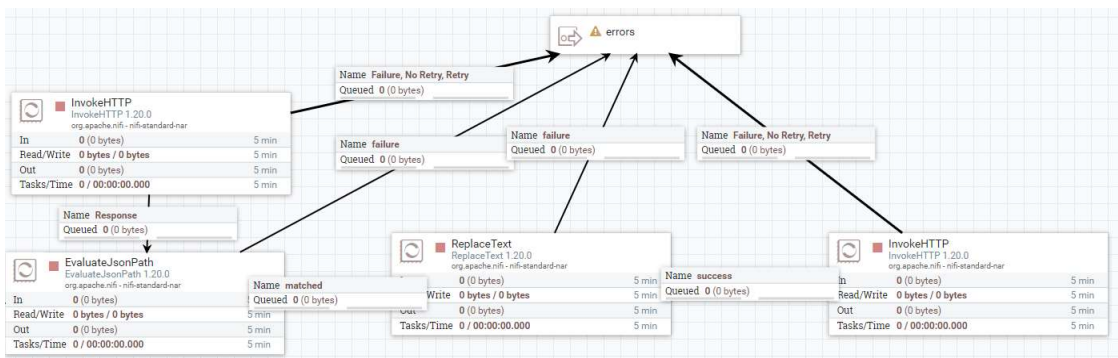 errors
Name Failure, No Retry, Retry
Queued 0 (0 bytes)
InvokeHTTP
InvokeHTTP 1.20.0
org.apache.nifi - nifi-standard-nar
In 0 (0 bytes) 5 min
Read/Write 0 bytes / 0 bytes 5 min
Out 0 (0 bytes) 5 min
Tasks/Time 0 / 00:00:00.000 5 min
Name failure
Queued 0 (0 bytes)
Name failure
Queued 0 (0 bytes)
Name Failure, No Retry, Retry
Queued 0 (0 bytes)
Name Response
Queued 0 (0 bytes)
EvaluateJsonPath
EvaluateJsonPath 1.20.0
org.apache.nifi - nifi-standard-nar
In 0 (0 bytes)
Read/Write 0 bytes / 0 bytes 5 min
Out 0 (0 bytes) 5 min
Tasks/Time 0 / 00:00:00.000 5 min
Name matched
Queued 0 (0 bytes)
ReplaceText
ReplaceText 1.20.0
org.apache.nifi - nifi-standard-nar
0 (0 bytes) 5 min
Write 0 bytes / 0 bytes 5 min
Out 0 (0 bytes) 5 min
Tasks/Time 0 / 00:00:00.000 5 min
Name success
Queued 0 (0 bytes)
InvokeHTTP
InvokeHTTP 1.20.0
org.apache.nifi - nifi-standard-nar
In 0 (0 bytes) 5 min
Read/Write 0 bytes / 0 bytes 5 min
Out 0 (0 bytes) 5 min
Tasks/Time 0 / 00:00:00.000 5 min